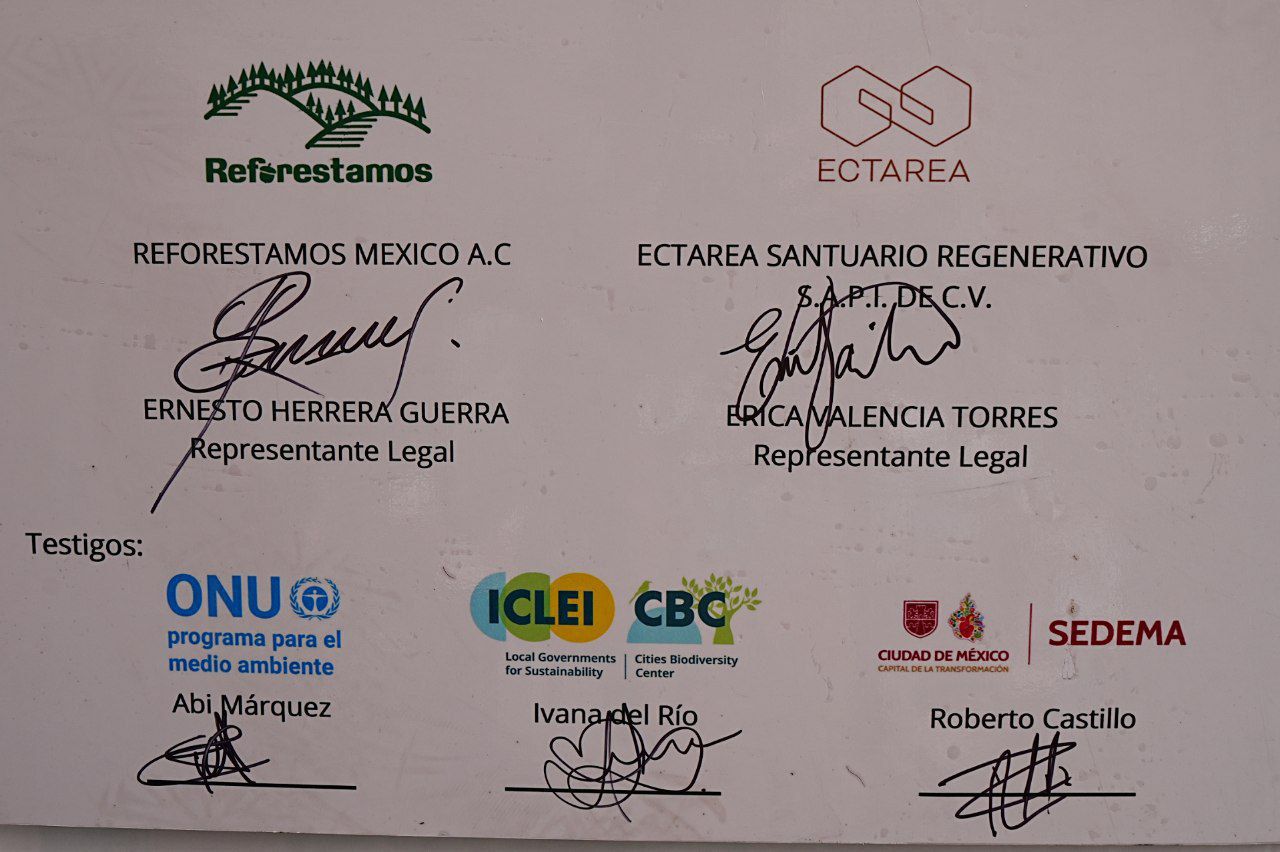 Reforestamos
ECTAREA
REFORESTAMOS MEXICO A.C
ECTAREA SANTUARIO REGENERATIVO
S.A.P.I. DE C.V.
ERNESTO HERRERA GUERRA
Representante Legal
ERICA VALENCIA TORRES
Representante Legal
Testigos:
ONU
programa para el
medio ambiente
Abi Márquez
ICLEI
Local Governments
for Sustainability
CBC
Cities Biodiversity
Center
Ivana del Río
CIUDAD DE MÉXICO
CAPITAL DE LA TRANSFORMACIÓN
SEDEMA
Roberto Castillo